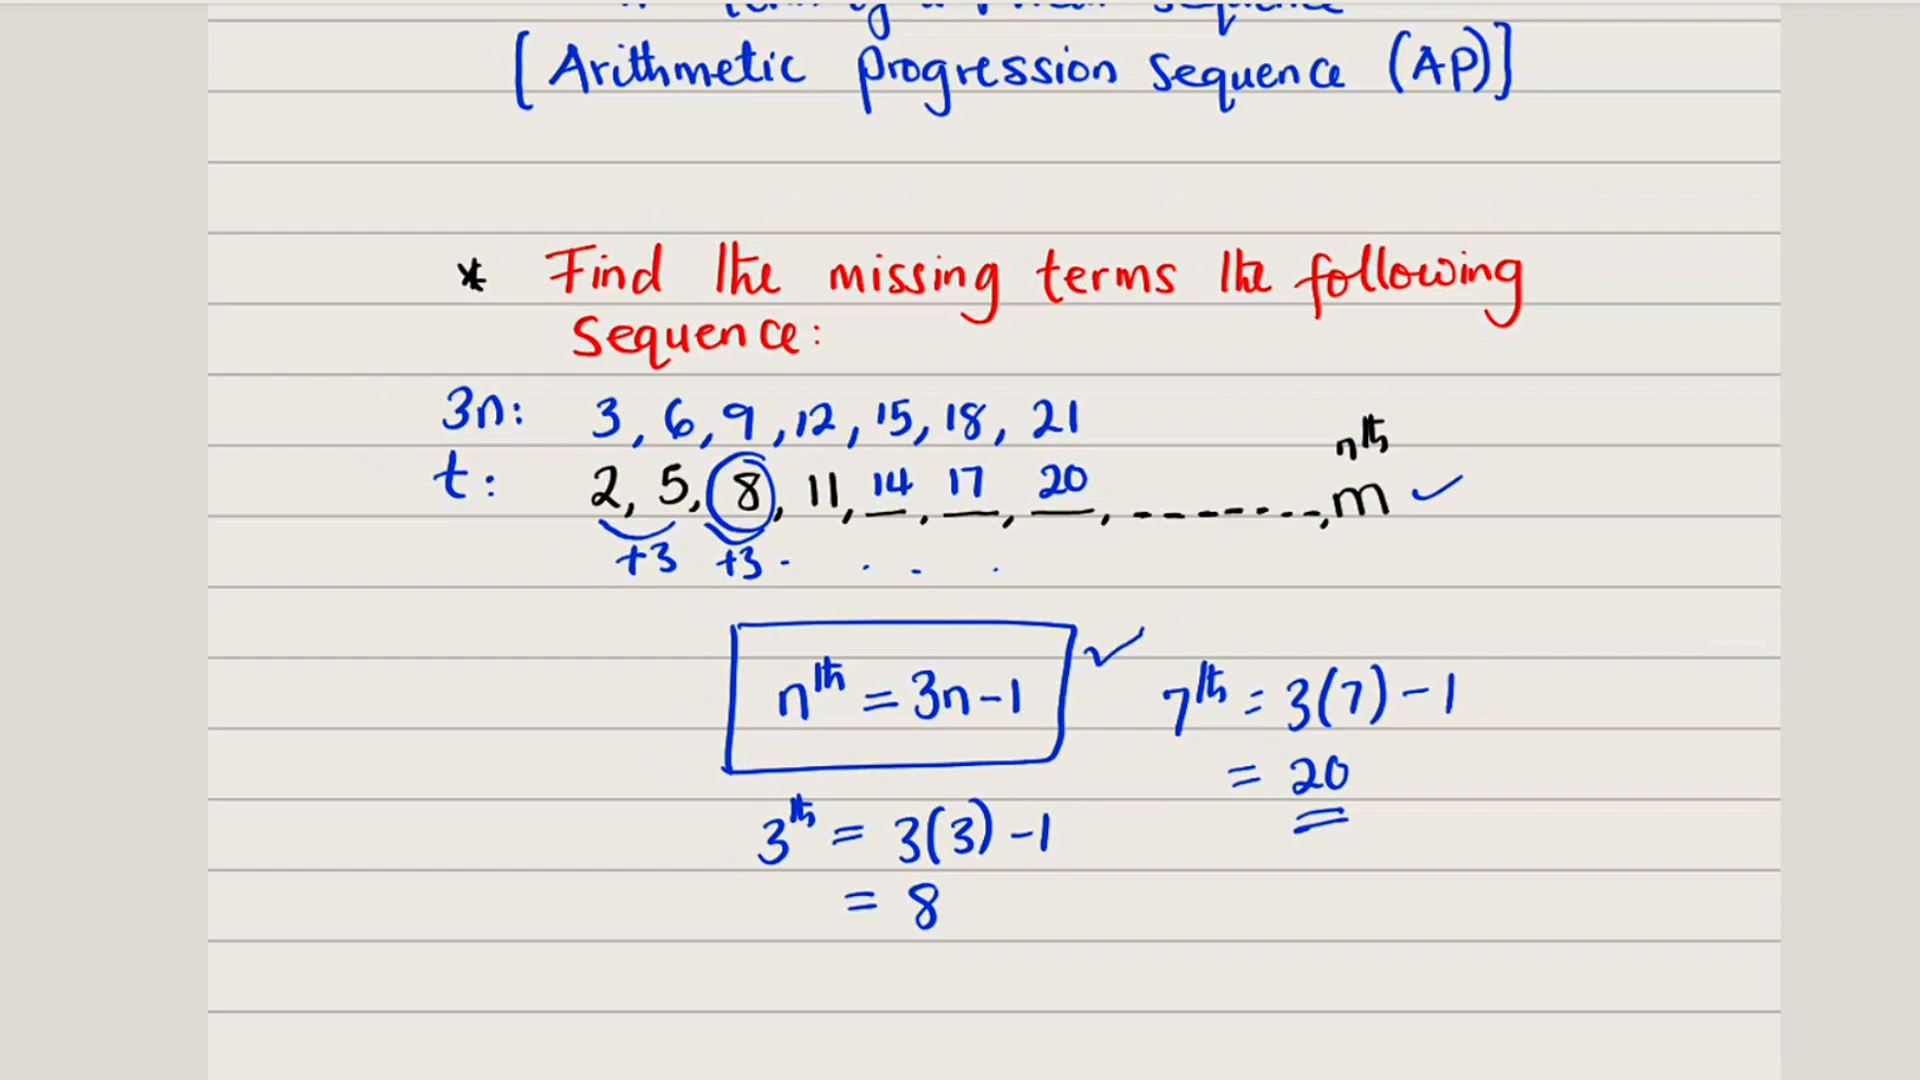 [Arithmetic Progression Sequence (AP)]
* Find the missing terms the following
Sequence:
3n: 3, 6, 9, 12, 15, 18, 21
nth
t: 2, 5, 8, 11, 14, 17, 20, --------, m ✓
+3 +3 . . . .
nth = 3n-1 ✓
7th = 3(7) - 1
= 20
3th = 3(3) - 1
= 8